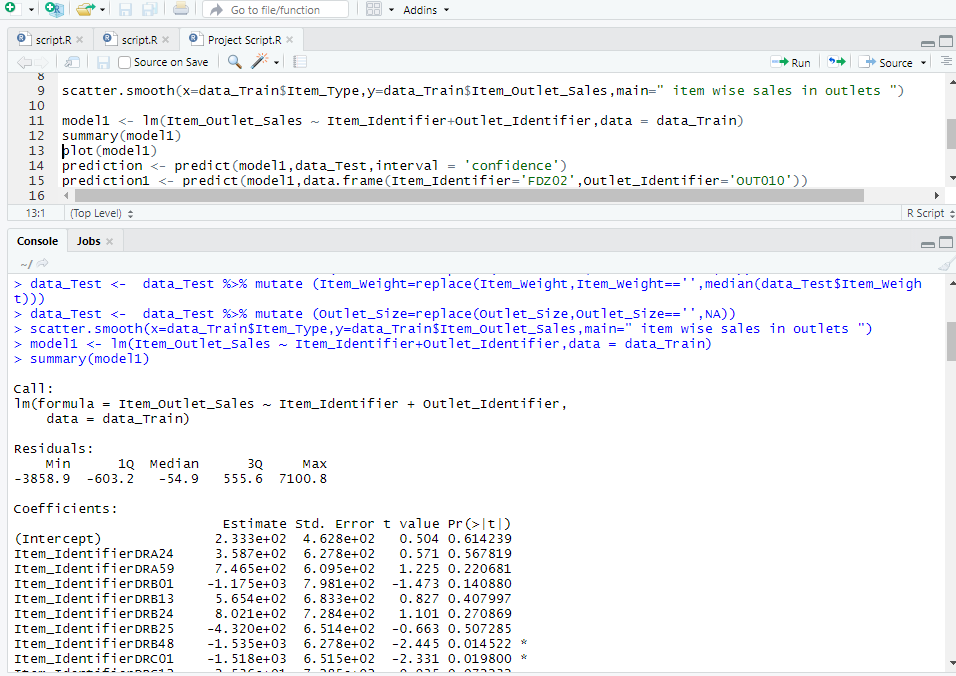 Go to file/function
Addins
script.R
script.R
Project Script.R
Source on Save
Run
Source
8
9 scatter.smooth(x=data_Train$Item_Type,y=data_Train$Item_Outlet_Sales,main=" item wise sales in outlets ")
10
11 model1 <- lm(Item_Outlet_Sales ~ Item_Identifier+Outlet_Identifier,data = data_Train)
12 summary(model1)
13 plot(model1)
14 prediction <- predict(model1,data_Test,interval = 'confidence')
15 prediction1 <- predict(model1,data.frame(Item_Identifier='FDZ02',Outlet_Identifier='OUT010'))
16
13:1 (Top Level) R Script
Console Jobs
~/
> data_Test <-  data_Test %>% mutate (Item_Weight=replace(Item_Weight,Item_Weight=='',median(data_Test$Item_Weigh
t)))
> data_Test <-  data_Test %>% mutate (Outlet_Size=replace(Outlet_Size,Outlet_Size=='',NA))
> scatter.smooth(x=data_Train$Item_Type,y=data_Train$Item_Outlet_Sales,main=" item wise sales in outlets ")
> model1 <- lm(Item_Outlet_Sales ~ Item_Identifier+Outlet_Identifier,data = data_Train)
> summary(model1)
Call:
lm(formula = Item_Outlet_Sales ~ Item_Identifier + Outlet_Identifier,
    data = data_Train)
Residuals:
    Min      1Q  Median      3Q     Max
-3858.9  -603.2   -54.9   555.6  7100.8
Coefficients:
                         Estimate Std. Error t value Pr(>|t|)
(Intercept)             2.333e+02  4.628e+02   0.504 0.614239
Item_IdentifierDRA24    3.587e+02  6.278e+02   0.571 0.567819
Item_IdentifierDRA59    7.465e+02  6.095e+02   1.225 0.220681
Item_IdentifierDRB01   -1.175e+03  7.981e+02  -1.473 0.140880
Item_IdentifierDRB13    5.654e+02  6.833e+02   0.827 0.407997
Item_IdentifierDRB24    8.021e+02  7.284e+02   1.101 0.270869
Item_IdentifierDRB25   -4.320e+02  6.514e+02  -0.663 0.507285
Item_IdentifierDRB48   -1.535e+03  6.278e+02  -2.445 0.014522 *
Item_IdentifierDRC01   -1.518e+03  6.515e+02  -2.331 0.019800 *